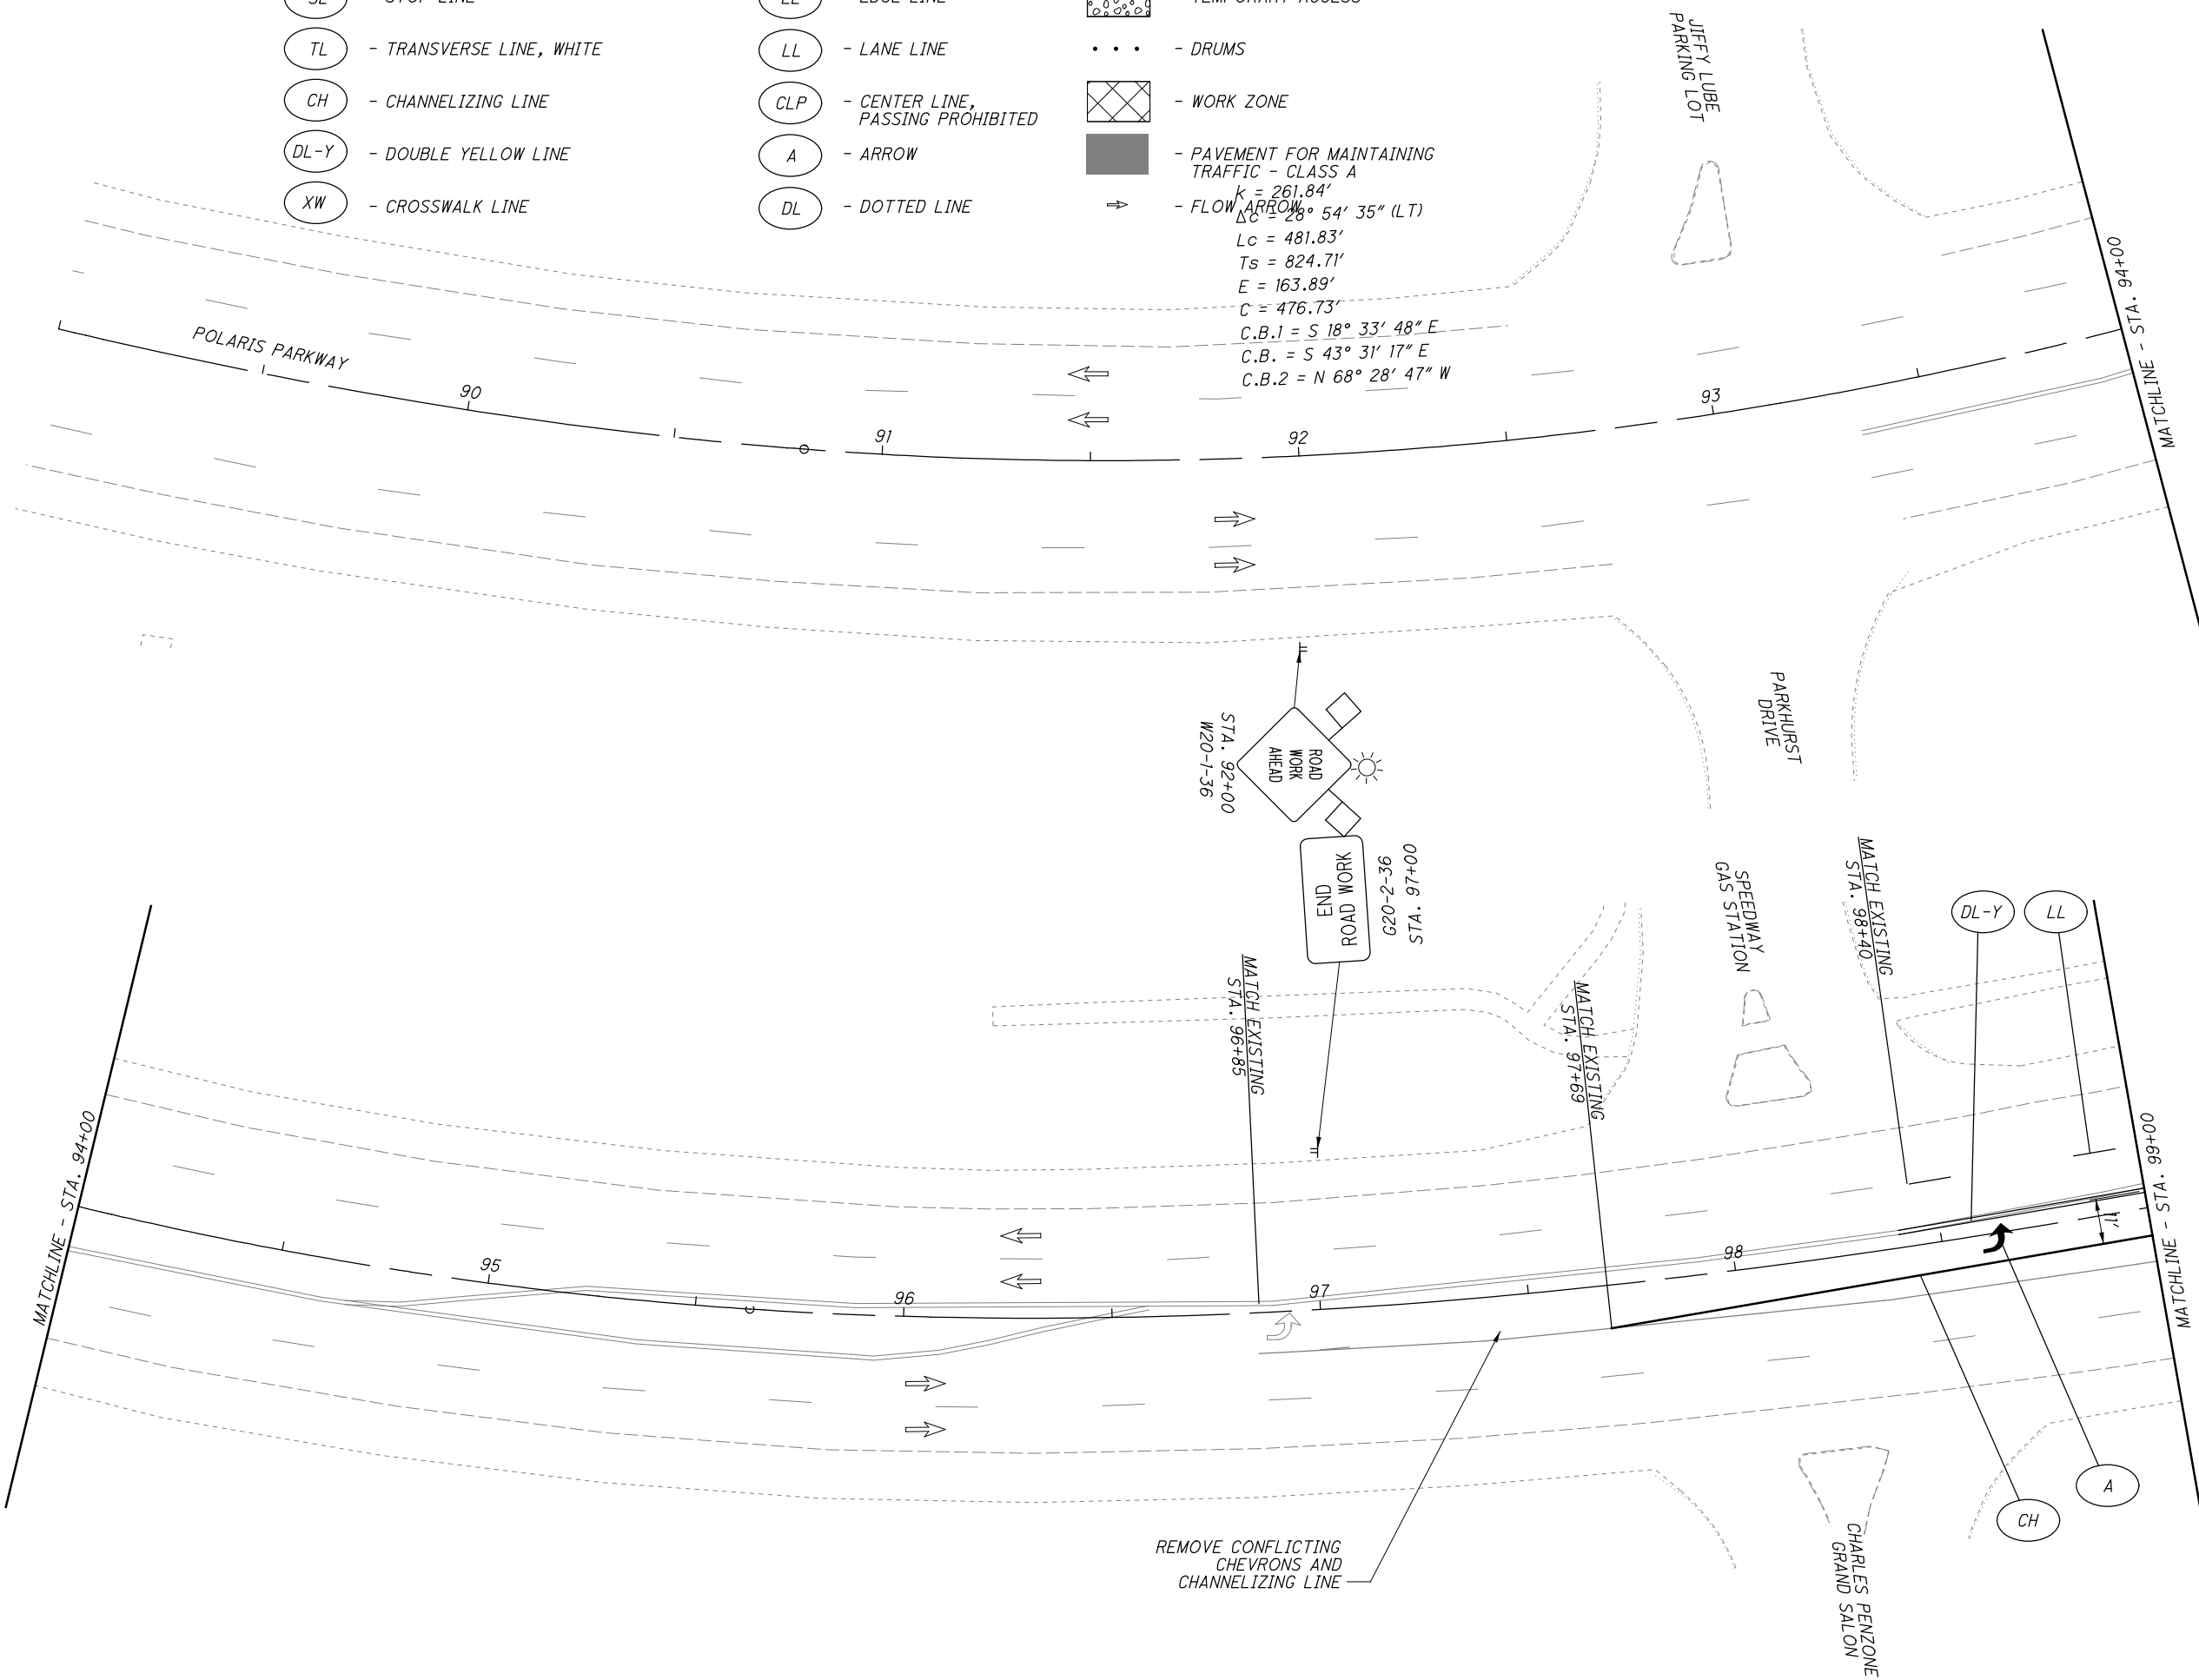 TL - TRANSVERSE LINE, WHITE
CH - CHANNELIZING LINE
DL-Y - DOUBLE YELLOW LINE
XW - CROSSWALK LINE
LL - LANE LINE
CLP - CENTER LINE,
PASSING PROHIBITED
A - ARROW
DL - DOTTED LINE
- DRUMS
- WORK ZONE
- PAVEMENT FOR MAINTAINING
TRAFFIC - CLASS A
- FLOW ARROW
k = 261.84'
Δc = 28° 54' 35" (LT)
Lc = 481.83'
Ts = 824.71'
E = 163.89'
C = 476.73'
C.B.1 = S 18° 33' 48" E
C.B. = S 43° 31' 17" E
C.B.2 = N 68° 28' 47" W
JIFFY LUBE
PARKING LOT
MATCHLINE - STA. 94+00
POLARIS PARKWAY
90
91
92
93
PARKHURST
DRIVE
ROAD
WORK
AHEAD
STA. 92+00
W20-1-36
END
ROAD WORK
G20-2-36
STA. 97+00
SPEEDWAY
GAS STATION
MATCH EXISTING
STA. 96+85
MATCH EXISTING
STA. 97+69
MATCH EXISTING
STA. 98+40
DL-Y
LL
MATCHLINE - STA. 94+00
95
96
97
98
11'
MATCHLINE - STA. 99+00
A
CH
REMOVE CONFLICTING
CHEVRONS AND
CHANNELIZING LINE
CHARLES PENZONE
GRAND SALON